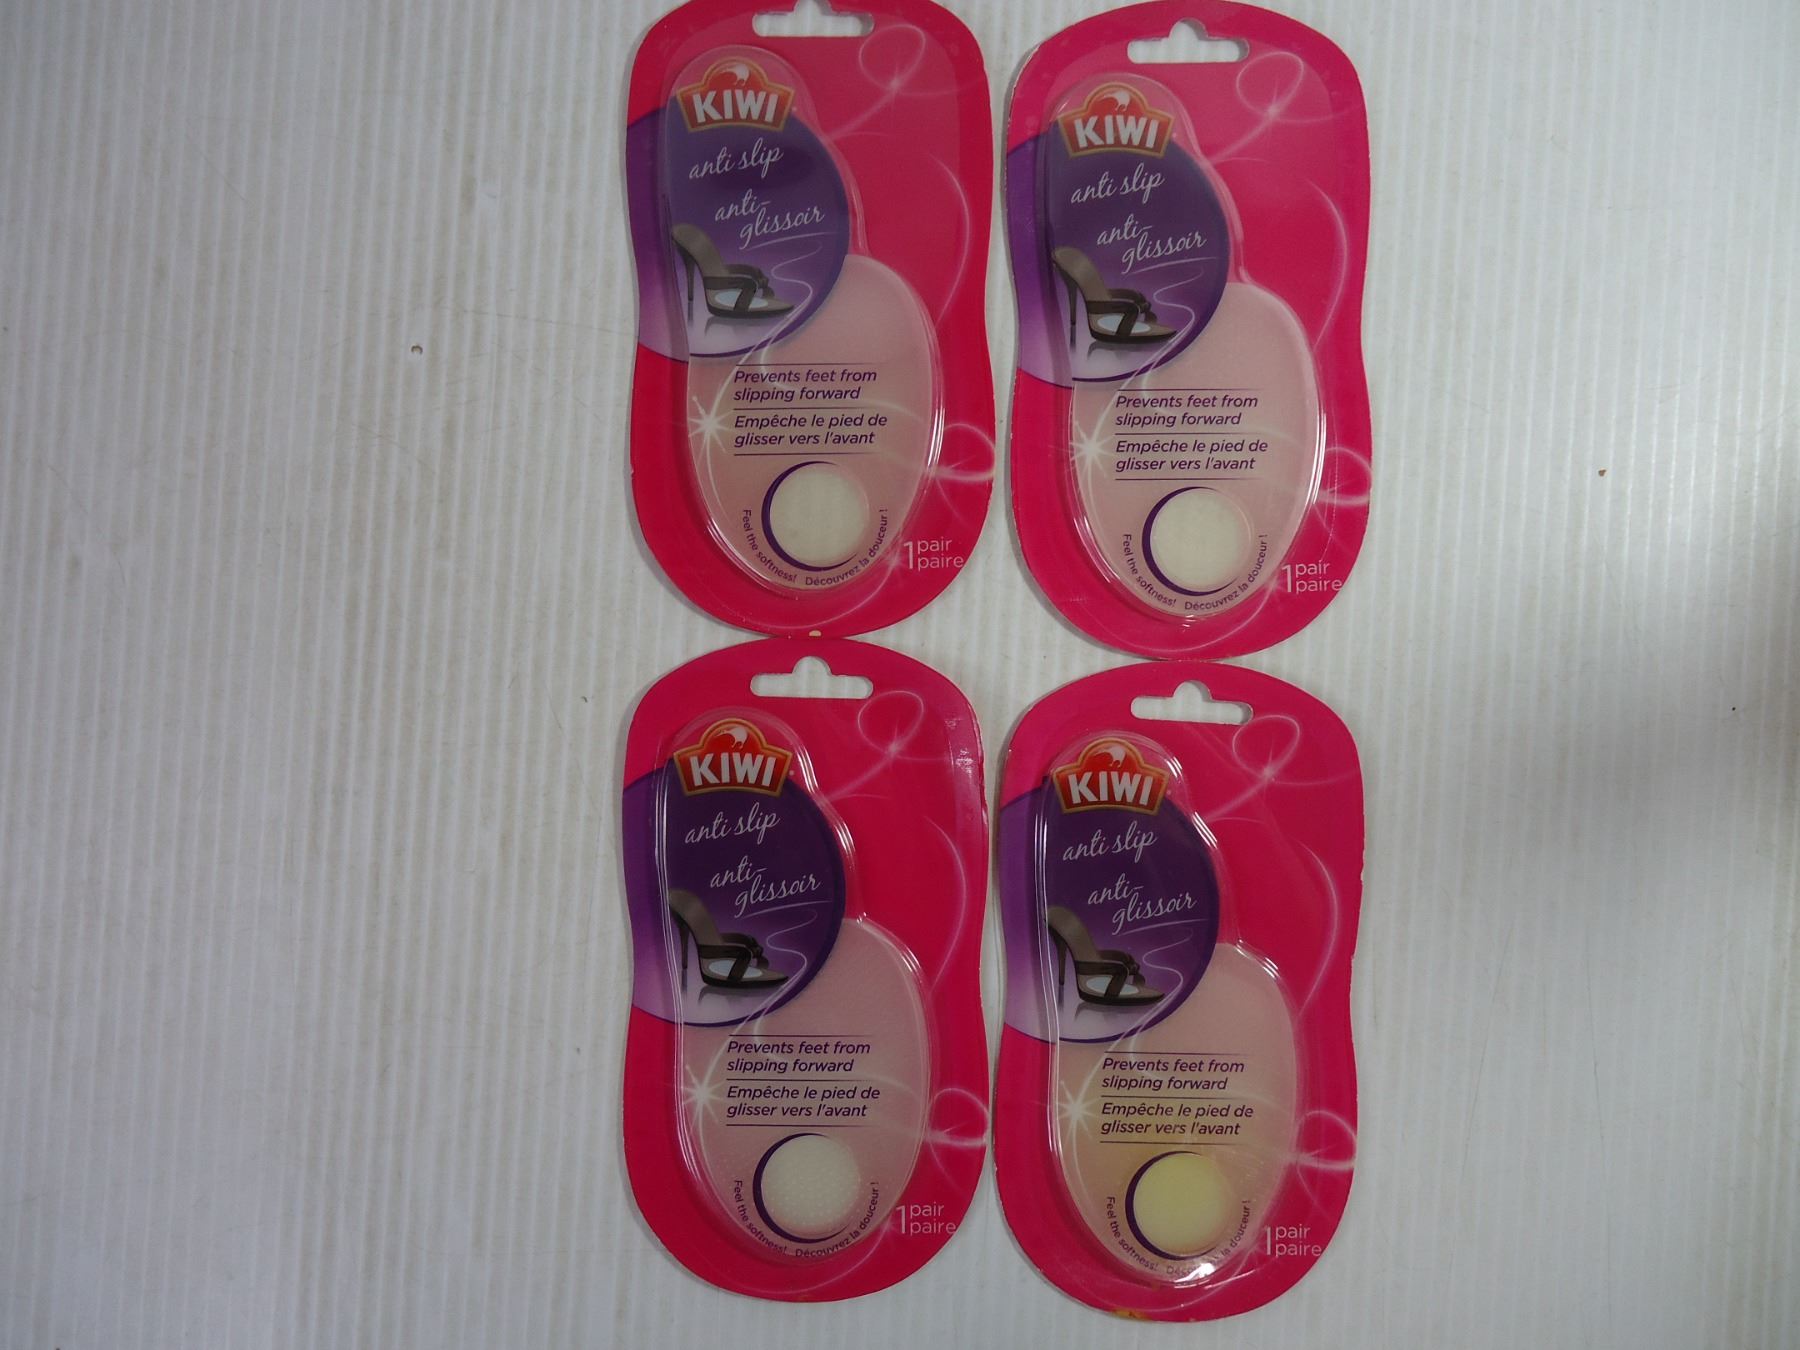 KIWI
anti slip
anti-
glissoir
Prevents feet from
slipping forward
Empêche le pied de
glisser vers l'avant
Feel the softness! Découvrez la douceur !
1 pair
paire
KIWI
anti slip
anti-
glissoir
Prevents feet from
slipping forward
Empêche le pied de
glisser vers l'avant
Feel the softness! Découvrez la douceur !
1 pair
paire
KIWI
anti slip
anti-
glissoir
Prevents feet from
slipping forward
Empêche le pied de
glisser vers l'avant
Feel the softness! Découvrez la douceur !
1 pair
paire
KIWI
anti slip
anti-
glissoir
Prevents feet from
slipping forward
Empêche le pied de
glisser vers l'avant
Feel the softness! la douceur !
1 pair
paire